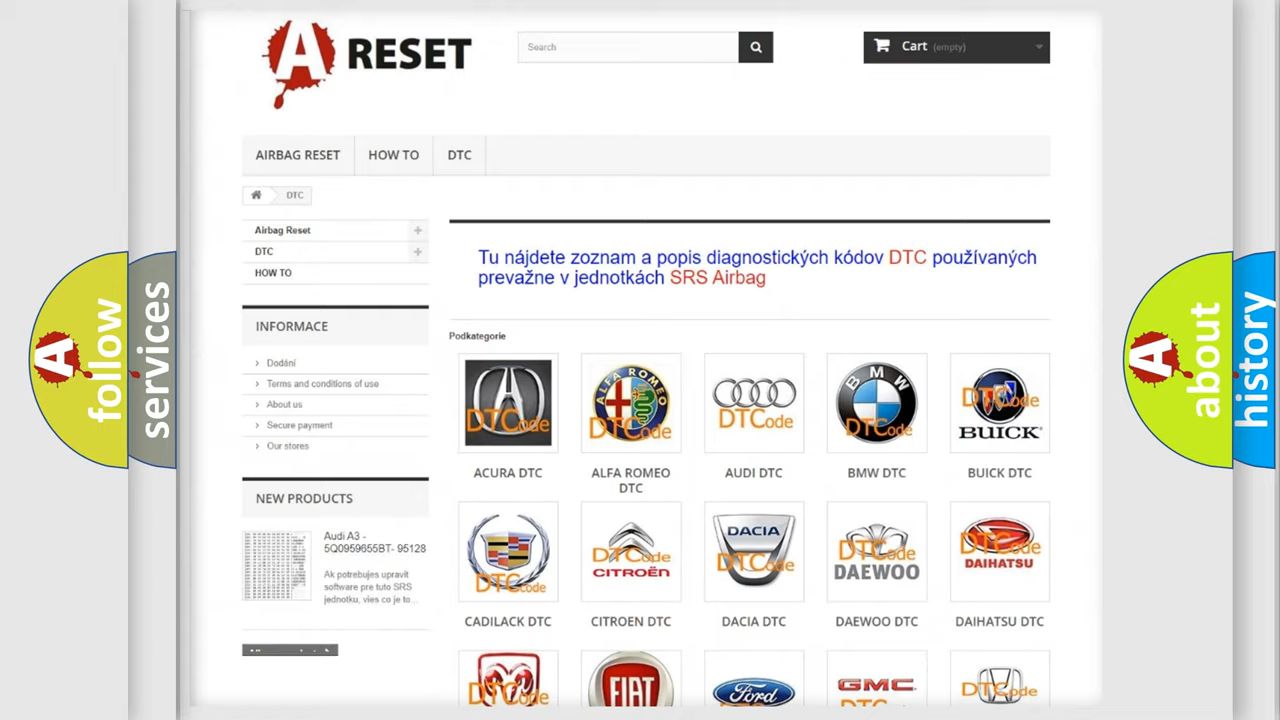 A RESET
Search
Cart (empty)
AIRBAG RESET
HOW TO
DTC
DTC
Airbag Reset
DTC
HOW TO
Tu nájdete zoznam a popis diagnostických kódov DTC používaných
prevažne v jednotkách SRS Airbag
INFORMACE
Dodání
Terms and conditions of use
About us
Secure payment
Our stores
NEW PRODUCTS
Audi A3 -
5Q0959655BT- 95128
Ak potrebujes upravit
software pre tuto SRS
jednotku, vies co je to...
Podkategorie
DTCode
ALFA ROMEO
DTCode
DTCode
BMW
DTCode
DTCode
BUICK
ACURA DTC
ALFA ROMEO
DTC
AUDI DTC
BMW DTC
BUICK DTC
DTCode
DTCode
CITROËN
DACIA
DTCode
DTCode
DAEWOO
DTCode
DAIHATSU
CADILACK DTC
CITROEN DTC
DACIA DTC
DAEWOO DTC
DAIHATSU DTC
DTCode
FIAT
Ford
GMC
DTCode
A
follow
services
A
about
history